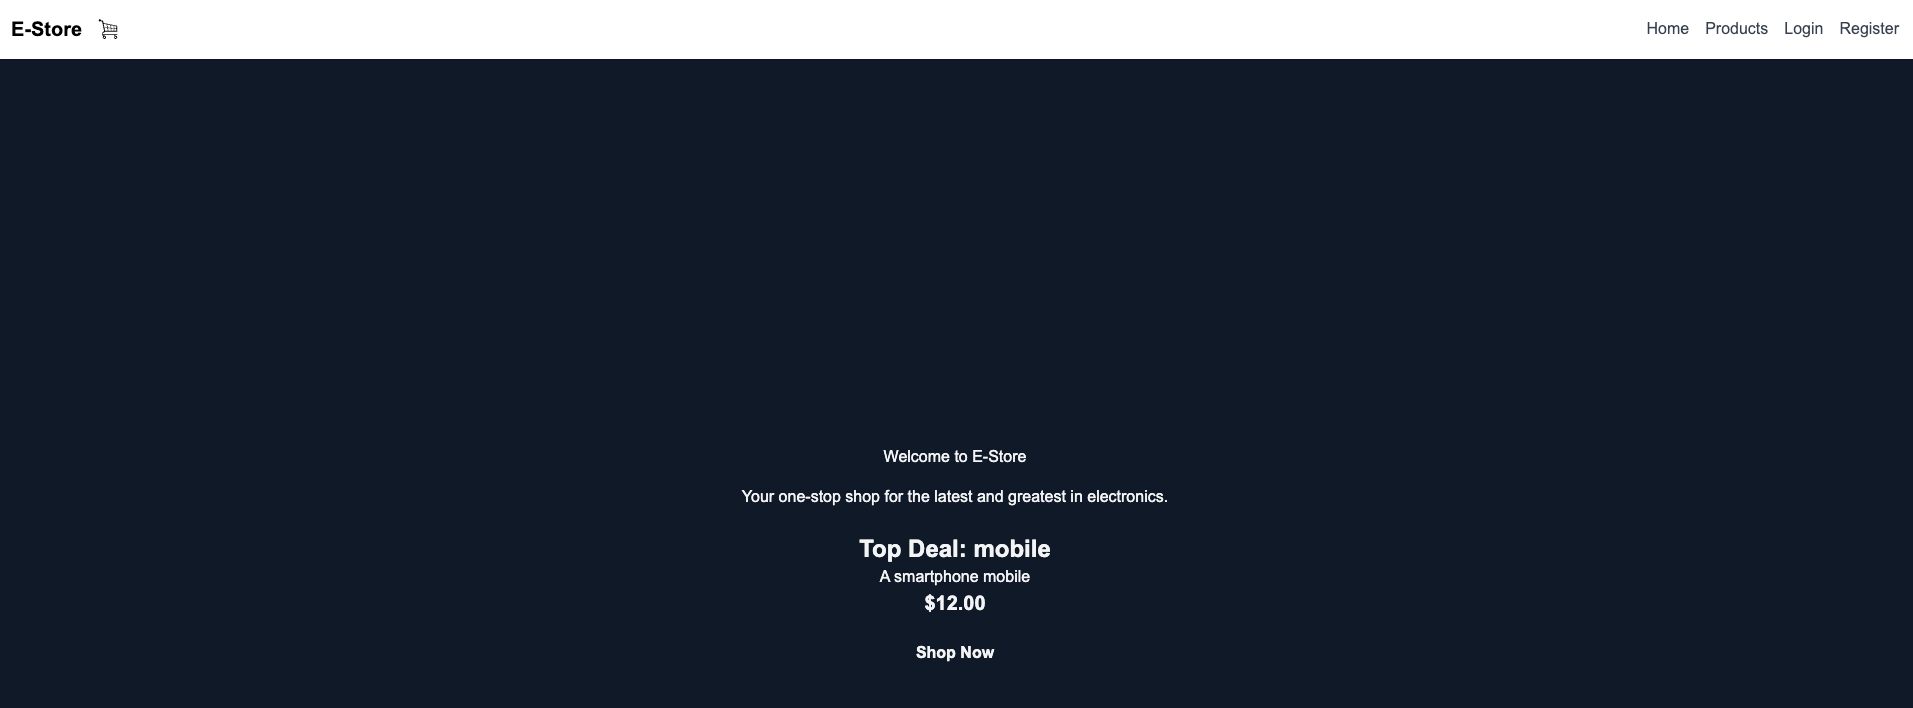 E-Store
Home Products Login Register
Welcome to E-Store
Your one-stop shop for the latest and greatest in electronics.
Top Deal: mobile
A smartphone mobile
$12.00
Shop Now